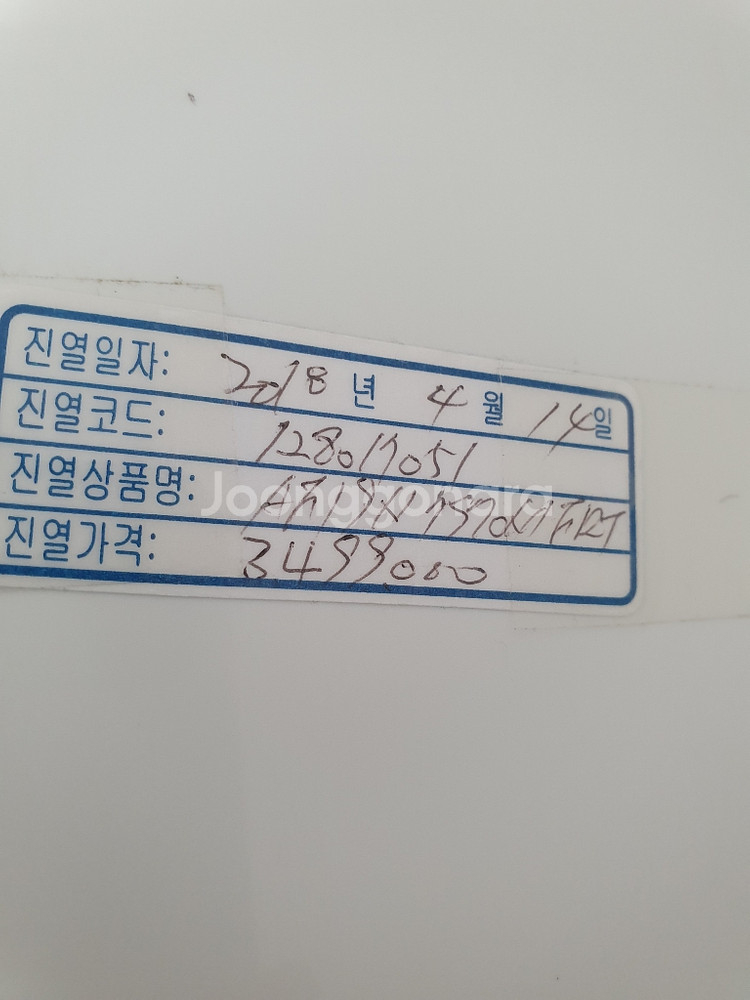 진열일자: 2018 년 4 월 14 일
진열코드: 128017051
진열상품명:
진열가격: 3499000
Joonggonara